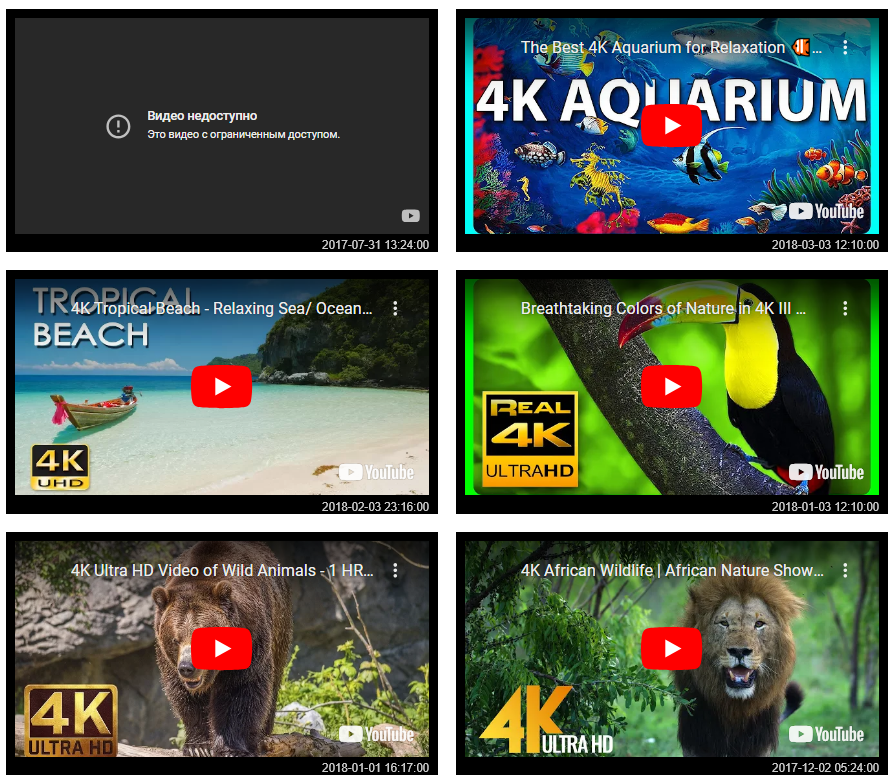 Видео недоступно
Это видео с ограниченным доступом.
2017-07-31 13:24:00
The Best 4K Aquarium for Relaxation 🐠...
4K AQUARIUM
YouTube
2018-03-03 12:10:00
4K Tropical Beach - Relaxing Sea/ Ocean...
TROPICAL
BEACH
4K
UHD
YouTube
2018-02-03 23:16:00
Breathtaking Colors of Nature in 4K III ...
REAL
4K
ULTRAHD
YouTube
2018-01-03 12:10:00
4K Ultra HD Video of Wild Animals - 1 HR...
4K
ULTRA HD
YouTube
2018-01-01 16:17:00
4K African Wildlife | African Nature Show...
4K
ULTRA HD
YouTube
2017-12-02 05:24:00